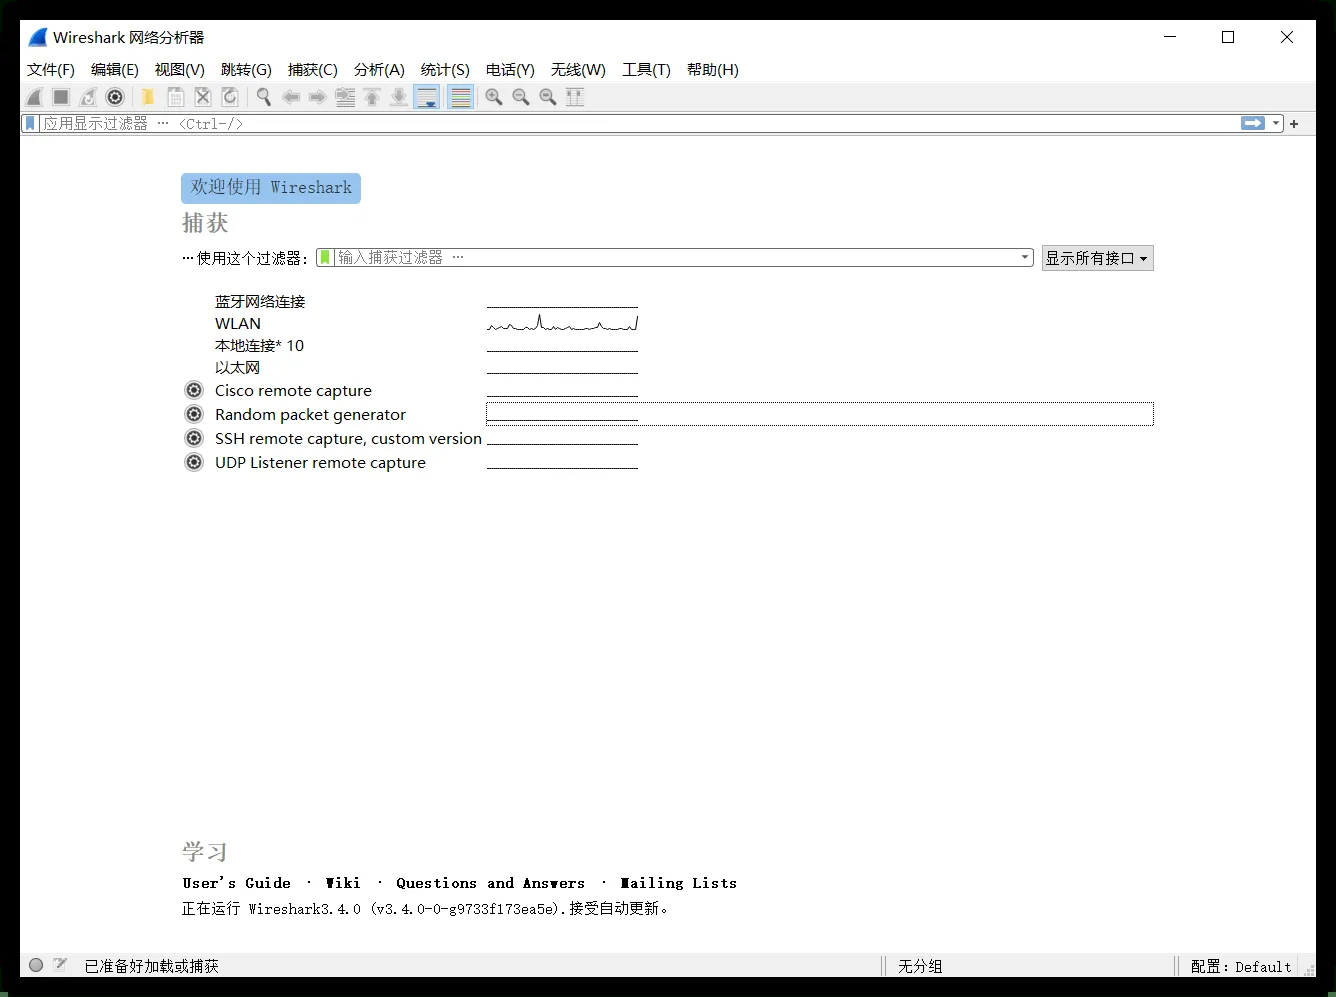 Wireshark 网络分析器
文件(F) 编辑(E) 视图(V) 跳转(G) 捕获(C) 分析(A) 统计(S) 电话(Y) 无线(W) 工具(T) 帮助(H)
应用显示过滤器 … <Ctrl-/>
欢迎使用 Wireshark
捕获
…使用这个过滤器: 输入捕获过滤器 … 显示所有接口
蓝牙网络连接
WLAN
本地连接* 10
以太网
Cisco remote capture
Random packet generator
SSH remote capture, custom version
UDP Listener remote capture
学习
User's Guide · Wiki · Questions and Answers · Mailing Lists
正在运行 Wireshark3.4.0 (v3.4.0-0-g9733f173ea5e).接受自动更新。
已准备好加载或捕获 无分组 配置: Default